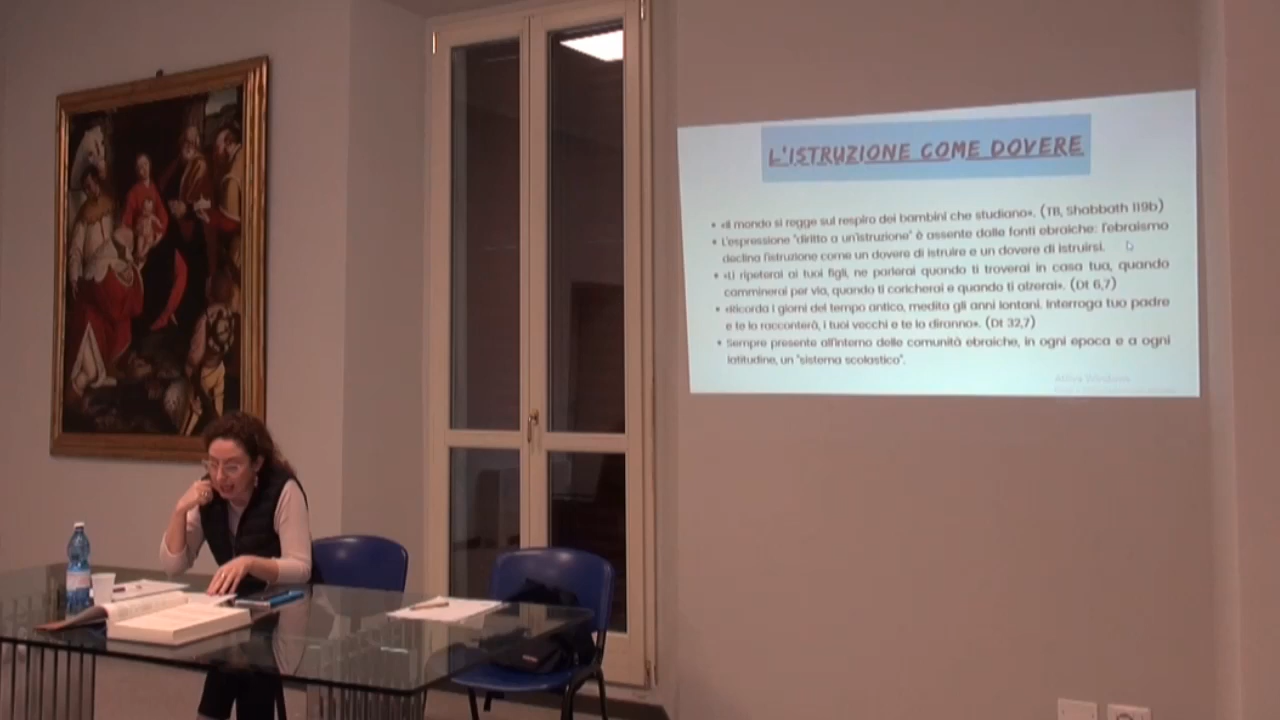 L'ISTRUZIONE COME DOVERE
• «Il mondo si regge sul respiro dei bambini che studiano». (TB, Shabbath 119b)
• L'espressione "diritto a un'istruzione" è assente dalle fonti ebraiche: l'ebraismo
declina l'istruzione come un dovere di istruire e un dovere di istruirsi.
• «Li ripeterai ai tuoi figli, ne parlerai quando ti troverai in casa tua, quando
camminerai per via, quando ti coricherai e quando ti alzerai». (Dt 6,7)
• «Ricorda i giorni del tempo antico, medita gli anni lontani. Interroga tuo padre
e te lo racconterà, i tuoi vecchi e te lo diranno». (Dt 32,7)
• Sempre presente all'interno delle comunità ebraiche, in ogni epoca e a ogni
latitudine, un "sistema scolastico".
Attiva Windows